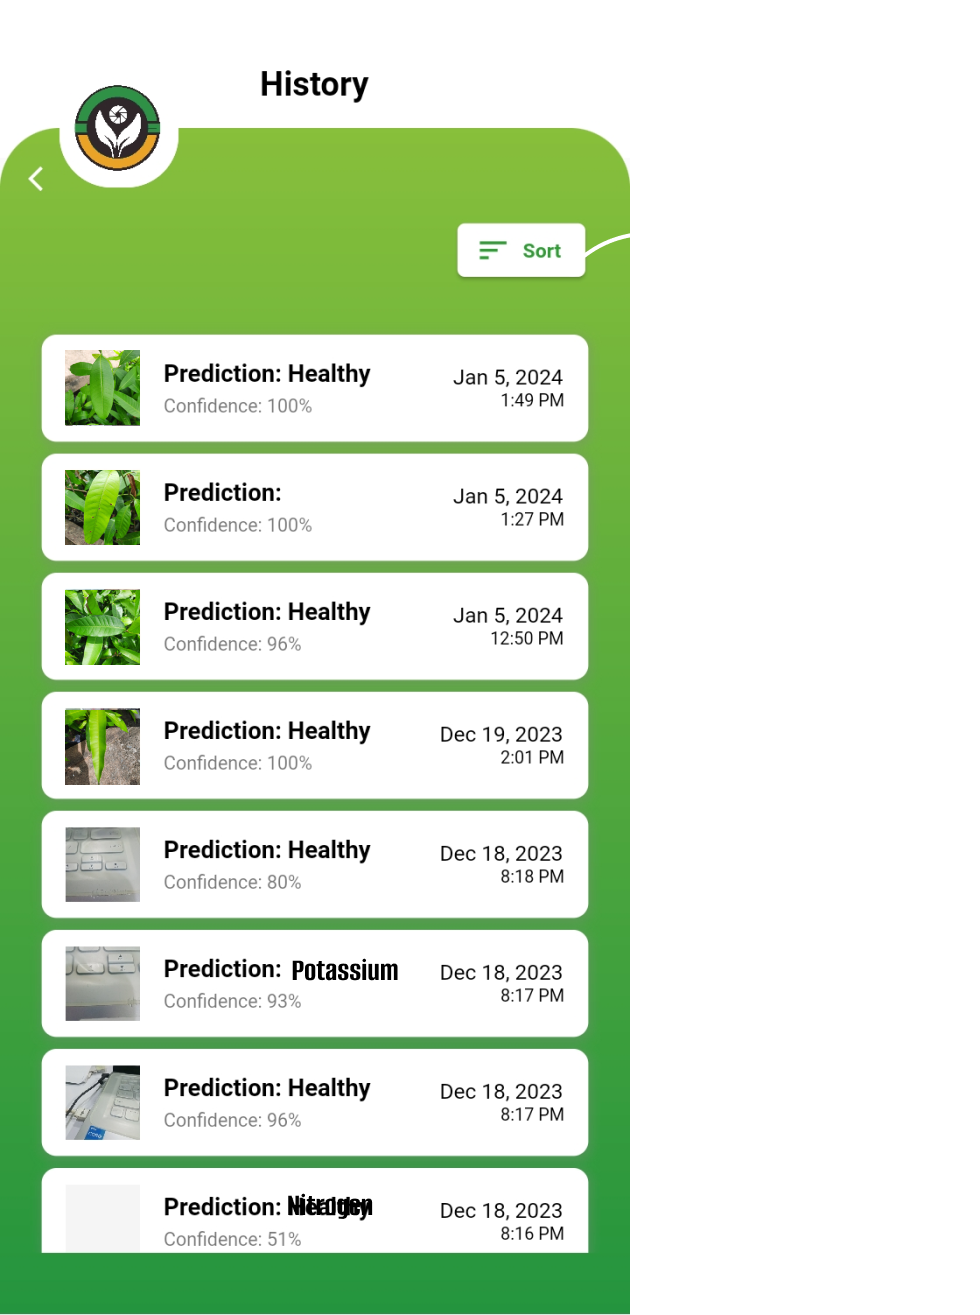 History
Sort
Prediction: Healthy
Confidence: 100%
Jan 5, 2024
1:49 PM
Prediction:
Confidence: 100%
Jan 5, 2024
1:27 PM
Prediction: Healthy
Confidence: 96%
Jan 5, 2024
12:50 PM
Prediction: Healthy
Confidence: 100%
Dec 19, 2023
2:01 PM
Prediction: Healthy
Confidence: 80%
Dec 18, 2023
8:18 PM
Prediction: Potassium
Confidence: 93%
Dec 18, 2023
8:17 PM
Prediction: Healthy
Confidence: 96%
Dec 18, 2023
8:17 PM
Prediction: Nitrogen
Confidence: 51%
Dec 18, 2023
8:16 PM